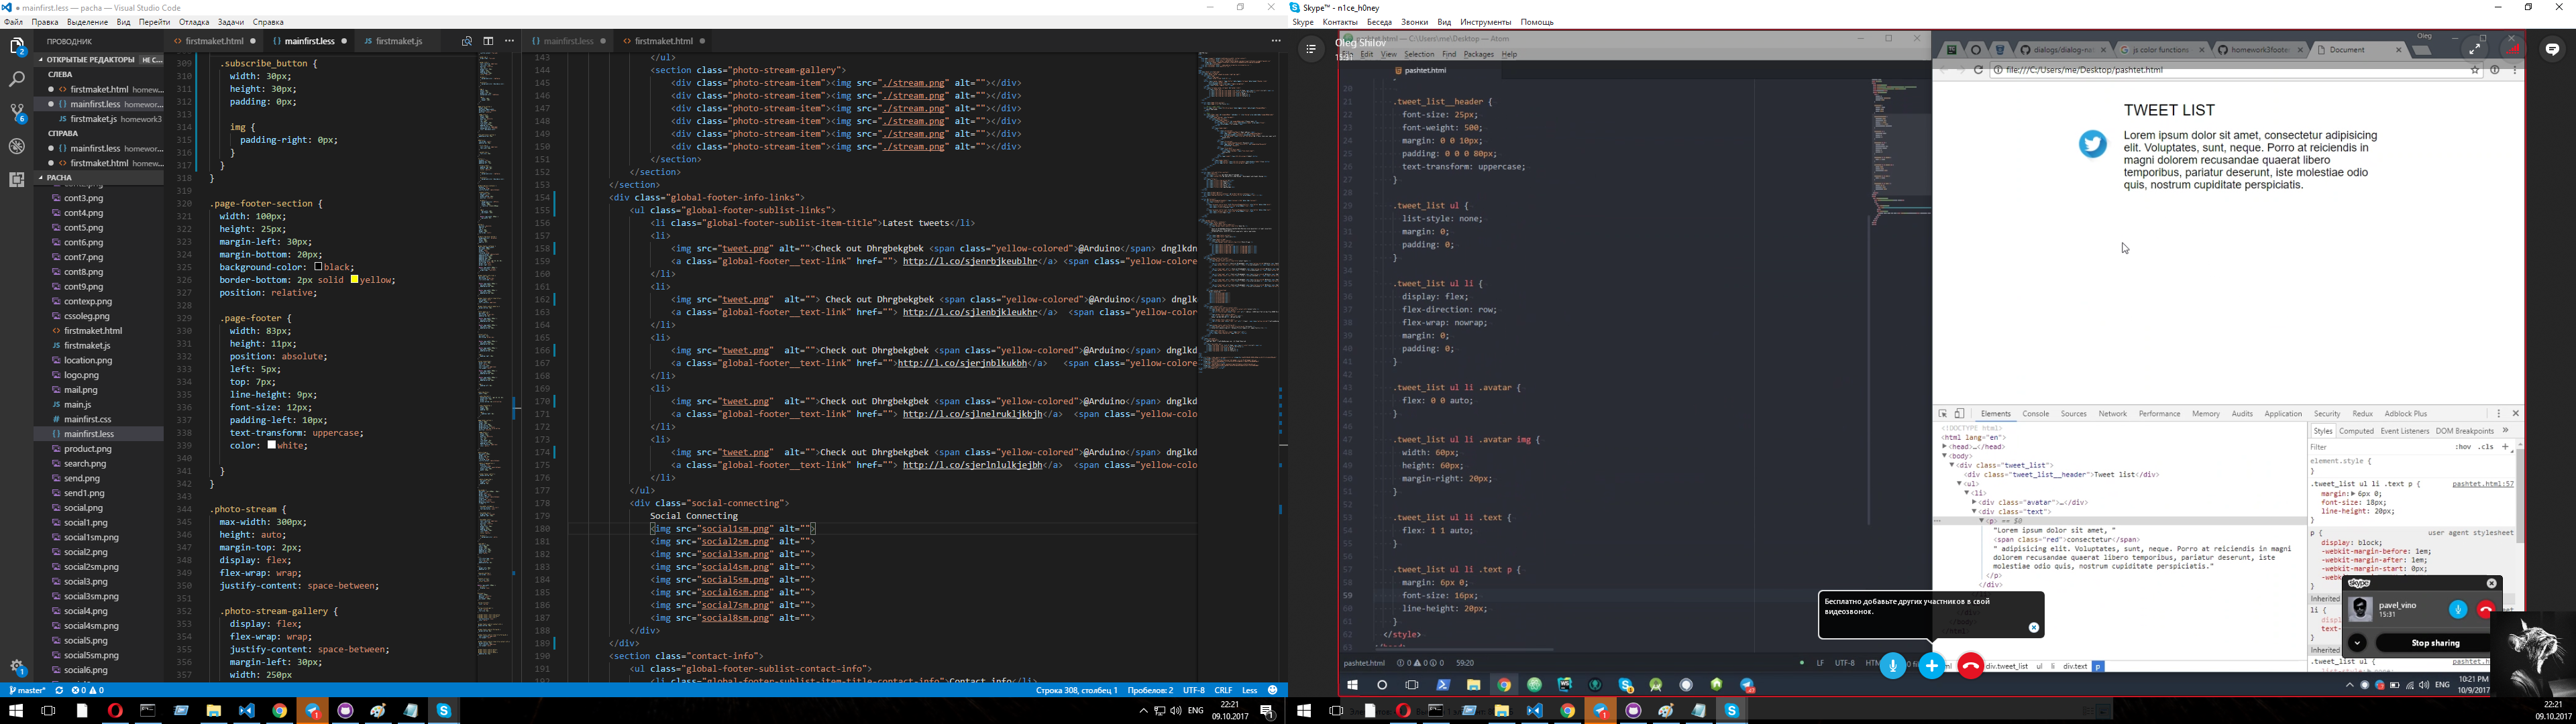 ● mainfirst.less — pacha — Visual Studio Code
Файл Правка Выделение Вид Перейти Отладка Задачи Справка
ПРОВОДНИК
ОТКРЫТЫЕ РЕДАКТОРЫ НЕ С...
СЛЕВА
● <> firstmaket.html homew...
● {} mainfirst.less homewor...
JS firstmaket.js homework3
СПРАВА
● {} mainfirst.less homewor...
● <> firstmaket.html homew...
PACHA
cont3.png
cont4.png
cont5.png
cont6.png
cont7.png
cont8.png
cont9.png
contexp.png
cssoleg.png
<> firstmaket.html
JS firstmaket.js
location.png
logo.png
mail.png
JS main.js
# mainfirst.css
{} mainfirst.less
product.png
search.png
send.png
send1.png
social.png
social1.png
social1sm.png
social2.png
social2sm.png
social3.png
social3sm.png
social4.png
social4sm.png
social5.png
social5sm.png
social6.png
<> firstmaket.html ● {} mainfirst.less ● JS firstmaket.js
309 .subscribe_button {
310 width: 30px;
311 height: 30px;
312 padding: 0px;
313
314 img {
315 padding-right: 0px;
316 }
317 }
318 }
319
320 .page-footer-section {
321 width: 100px;
322 height: 25px;
323 margin-left: 30px;
324 margin-bottom: 20px;
325 background-color: black;
326 border-bottom: 2px solid yellow;
327 position: relative;
328
329 .page-footer {
330 width: 83px;
331 height: 11px;
332 position: absolute;
333 left: 5px;
334 top: 7px;
335 line-height: 9px;
336 font-size: 12px;
337 padding-left: 10px;
338 text-transform: uppercase;
339 color: white;
340
341 }
342 }
343
344 .photo-stream {
345 max-width: 300px;
346 height: auto;
347 margin-top: 2px;
348 display: flex;
349 flex-wrap: wrap;
350 justify-content: space-between;
351
352 .photo-stream-gallery {
353 display: flex;
354 flex-wrap: wrap;
355 justify-content: space-between;
356 margin-left: 30px;
357 width: 250px
{} mainfirst.less ● <> firstmaket.html ●
143 </ul>
144 <section class="photo-stream-gallery">
145 <div class="photo-stream-item"><img src="./stream.png" alt=""></div>
146 <div class="photo-stream-item"><img src="./stream.png" alt=""></div>
147 <div class="photo-stream-item"><img src="./stream.png" alt=""></div>
148 <div class="photo-stream-item"><img src="./stream.png" alt=""></div>
149 <div class="photo-stream-item"><img src="./stream.png" alt=""></div>
150 <div class="photo-stream-item"><img src="./stream.png" alt=""></div>
151 </section>
152 </section>
153 </section>
154 <div class="global-footer-info-links">
155 <ul class="global-footer-sublist-links">
156 <li class="global-footer-sublist-item-title">Latest tweets</li>
157 <li>
158 <img src="tweet.png" alt="">Check out Dhrgbekgbek <span class="yellow-colored">@Arduino</span> dnglkdn
159 <a class="global-footer__text-link" href=""> http://l.co/sjenrbjkeublhr</a> <span class="yellow-colore
160 </li>
161 <li>
162 <img src="tweet.png" alt=""> Check out Dhrgbekgbek <span class="yellow-colored">@Arduino</span> dnglk
163 <a class="global-footer__text-link" href=""> http://l.co/sjlenbjkleukhr</a> <span class="yellow-color
164 </li>
165 <li>
166 <img src="tweet.png" alt="">Check out Dhrgbekgbek <span class="yellow-colored">@Arduino</span> dnglkd
167 <a class="global-footer__text-link" href="">http://l.co/sjerjnblkukbh</a> <span class="yellow-colore
168 </li>
169 <li>
170 <img src="tweet.png" alt="">Check out Dhrgbekgbek <span class="yellow-colored">@Arduino</span> dnglkd
171 <a class="global-footer__text-link" href=""> http://l.co/sjlnelrukljkbjh</a> <span class="yellow-colo
172 </li>
173 <li>
174 <img src="tweet.png" alt="">Check out Dhrgbekgbek <span class="yellow-colored">@Arduino</span> dnglkd
175 <a class="global-footer__text-link" href=""> http://l.co/sjerlnlulkjejbh</a> <span class="yellow-colo
176 </li>
177 </ul>
178 <div class="social-connecting">
179 Social Connecting
180 <img src="social1sm.png" alt="">
181 <img src="social2sm.png" alt="">
182 <img src="social3sm.png" alt="">
183 <img src="social4sm.png" alt="">
184 <img src="social5sm.png" alt="">
185 <img src="social6sm.png" alt="">
186 <img src="social7sm.png" alt="">
187 <img src="social8sm.png" alt="">
188 </div>
189 </div>
190 <section class="contact-info">
191 <ul class="global-footer-sublist-contact-info">
192 <li class="global-footer-sublist-item-title-contact-info">Contact info</li>
master* 0 0 Строка 308, столбец 1 Пробелов: 2 UTF-8 CRLF Less
ENG 22:21 09.10.2017
Skype™ - n1ce_h0ney
Skype Контакты Беседа Звонки Вид Инструменты Помощь
Oleg Shilov
15:31
pashtet.html — C:\Users\me\Desktop — Atom
File Edit View Selection Find Packages Help
pashtet.html
20
21 .tweet_list__header {
22 font-size: 25px;
23 font-weight: 500;
24 margin: 0 0 10px;
25 padding: 0 0 0 80px;
26 text-transform: uppercase;
27 }
28
29 .tweet_list ul {
30 list-style: none;
31 margin: 0;
32 padding: 0;
33 }
34
35 .tweet_list ul li {
36 display: flex;
37 flex-direction: row;
38 flex-wrap: nowrap;
39 margin: 0;
40 padding: 0;
41 }
42
43 .tweet_list ul li .avatar {
44 flex: 0 0 auto;
45 }
46
47 .tweet_list ul li .avatar img {
48 width: 60px;
49 height: 60px;
50 margin-right: 20px;
51 }
52
53 .tweet_list ul li .text {
54 flex: 1 1 auto;
55 }
56
57 .tweet_list ul li .text p {
58 margin: 6px 0;
59 font-size: 16px;
60 line-height: 20px;
61 }
62 </style>
63 </head>
pashtet.html 0 0 0 59:20 LF UTF-8
Oleg
dialogs/dialog-nat js color functions homework3footer Document
file:///C:/Users/me/Desktop/pashtet.html
TWEET LIST
Lorem ipsum dolor sit amet, consectetur adipisicing
elit. Voluptates, sunt, neque. Porro at reiciendis in
magni dolorem recusandae quaerat libero
temporibus, pariatur deserunt, iste molestiae odio
quis, nostrum cupiditate perspiciatis.
Elements Console Sources Network Performance Memory Audits Application Security Redux Adblock Plus
<!DOCTYPE html>
<html lang="en">
<head>…</head>
<body>
<div class="tweet_list">
<div class="tweet_list__header">Tweet list</div>
<ul>
<li>
<div class="avatar">…</div>
<div class="text">
<p> == $0
"Lorem ipsum dolor sit amet, "
<span class="red">consectetur</span>
" adipisicing elit. Voluptates, sunt, neque. Porro at reiciendis in magni
dolorem recusandae quaerat libero temporibus, pariatur deserunt, iste
molestiae odio quis, nostrum cupiditate perspiciatis."
</p>
</div>
div.tweet_list ul li div.text p
Styles Computed Event Listeners DOM Breakpoints
Filter :hov .cls +
element.style {
}
.tweet_list ul li .text p { pashtet.html:57
margin: 6px 0;
font-size: 18px;
line-height: 20px;
}
p { user agent stylesheet
display: block;
-webkit-margin-before: 1em;
-webkit-margin-after: 1em;
-webkit-margin-start: 0px;
Inherited
li {
Inherited
.tweet_list ul {
skype
pavel_vino
15:31
Stop sharing
Бесплатно добавьте других участников в свой
видеозвонок.
ENG 10:21 PM 10/9/2017
22:21
09.10.2017